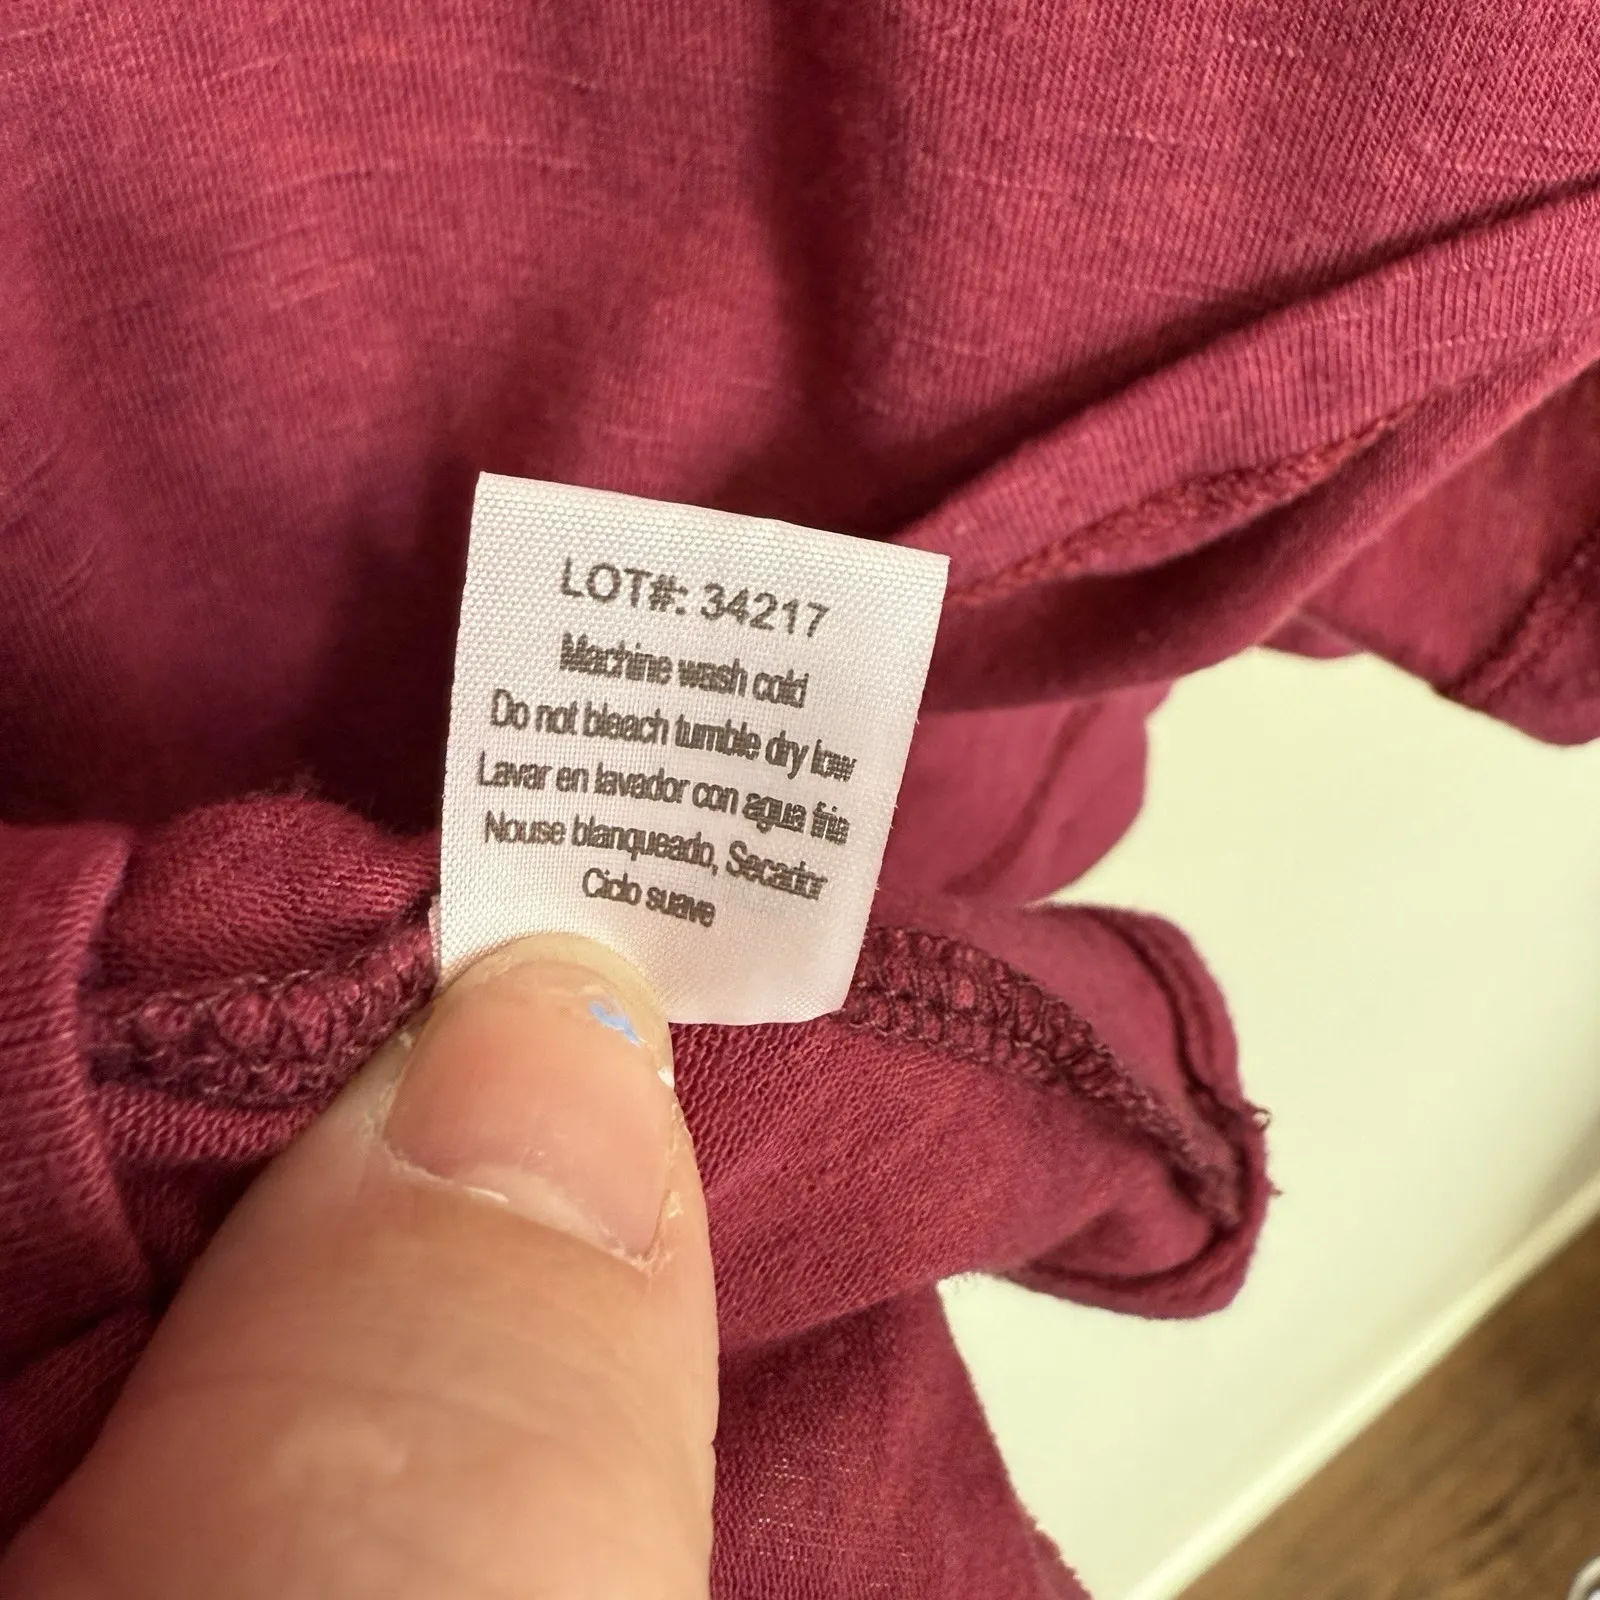 LOT#: 34217
Machine wash cold
Do not bleach tumble dry low
Lavar en lavador con agua fria
Nouse blanqueado, Secador
Ciclo suave